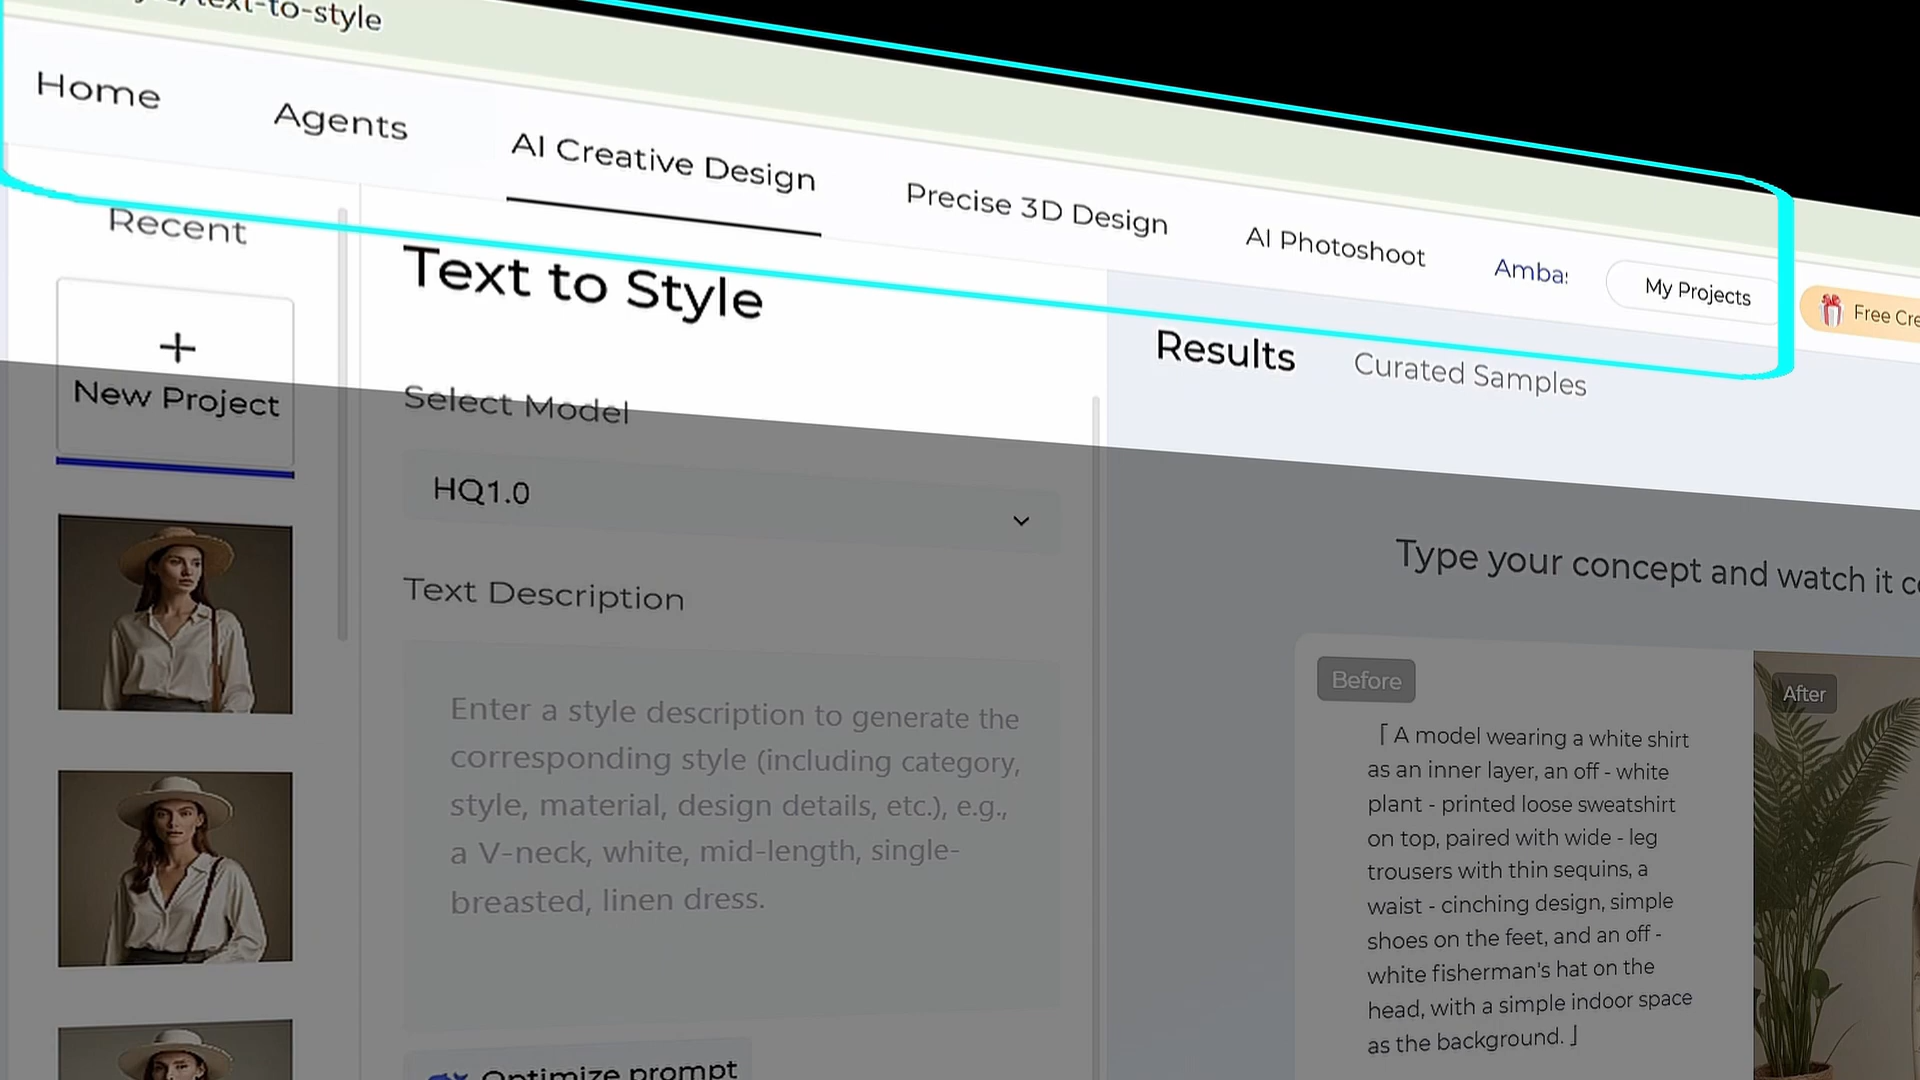 text-to-style
Home
Agents
AI Creative Design
Precise 3D Design
AI Photoshoot
My Projects
Free
Recent
New Project
Text to Style
Select Model
HQ1.0
Text Description
Enter a style description to generate the
corresponding style (including category,
style, material, design details, etc.), e.g.,
a V-neck, white, mid-length, single-
breasted, linen dress.
Optimize prompt
Results
Curated Samples
Type your concept and watch it
Before
「 A model wearing a white shirt
as an inner layer, an off - white
plant - printed loose sweatshirt
on top, paired with wide - leg
trousers with thin sequins, a
waist - cinching design, simple
shoes on the feet, and an off -
white fisherman's hat on the
head, with a simple indoor space
as the background. 」
After